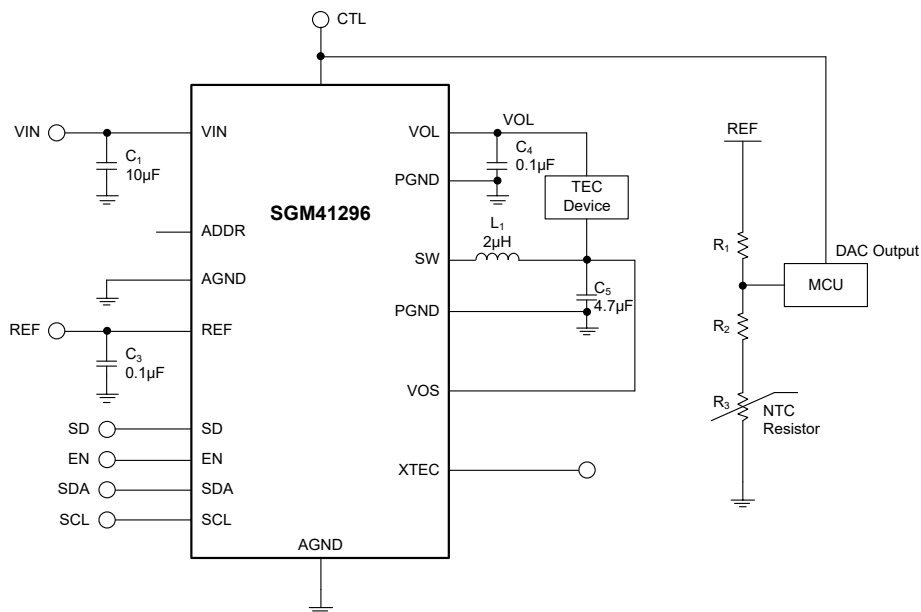 CTL
VIN
C1
10µF
VIN
ADDR
AGND
REF
C3
0.1µF
REF
SD
SD
EN
EN
SDA
SDA
SCL
SCL
AGND
SGM41296
VOL
VOL
C4
0.1µF
PGND
TEC
Device
L1
2µH
SW
C5
4.7µF
PGND
VOS
XTEC
REF
R1
DAC Output
MCU
R2
R3
NTC
Resistor